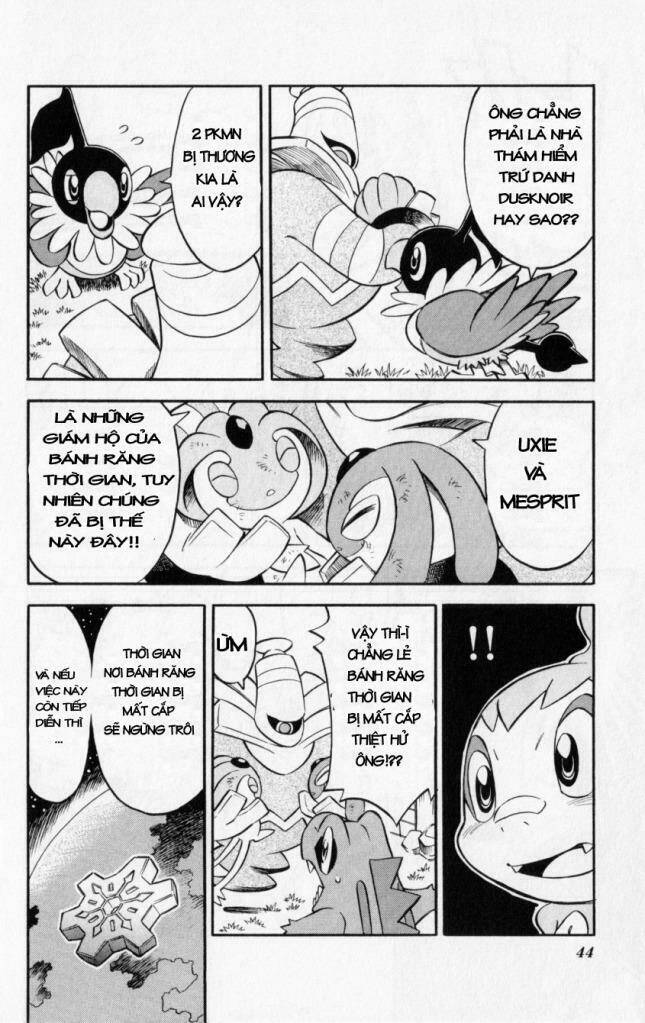 ÔNG CHẲNG
PHẢI LÀ NHÀ
THÁM HIỂM
TRỨ DANH
DUSKNOIR
HAY SAO??
2 PKMN
BỊ THƯƠNG
KIA LÀ
AI VẬY?
UXIE
VÀ
MESPRIT
LÀ NHỮNG
GIÁM HỘ CỦA
BÁNH RĂNG
THỜI GIAN, TUY
NHIÊN CHÚNG
ĐÃ BỊ THẾ
NÀY ĐÂY!!
!!
VẬY THÌ-Ì
CHẲNG LẼ
BÁNH RĂNG
THỜI GIAN
BỊ MẤT CẮP
THIỆT HỬ
ÔNG!??
ỪM
THỜI GIAN
NƠI BÁNH RĂNG
THỜI GIAN BỊ
MẤT CẮP
SẼ NGỪNG TRÔI
VÀ NẾU
VIỆC NÀY
CÒN TIẾP
DIỄN THÌ
...
44